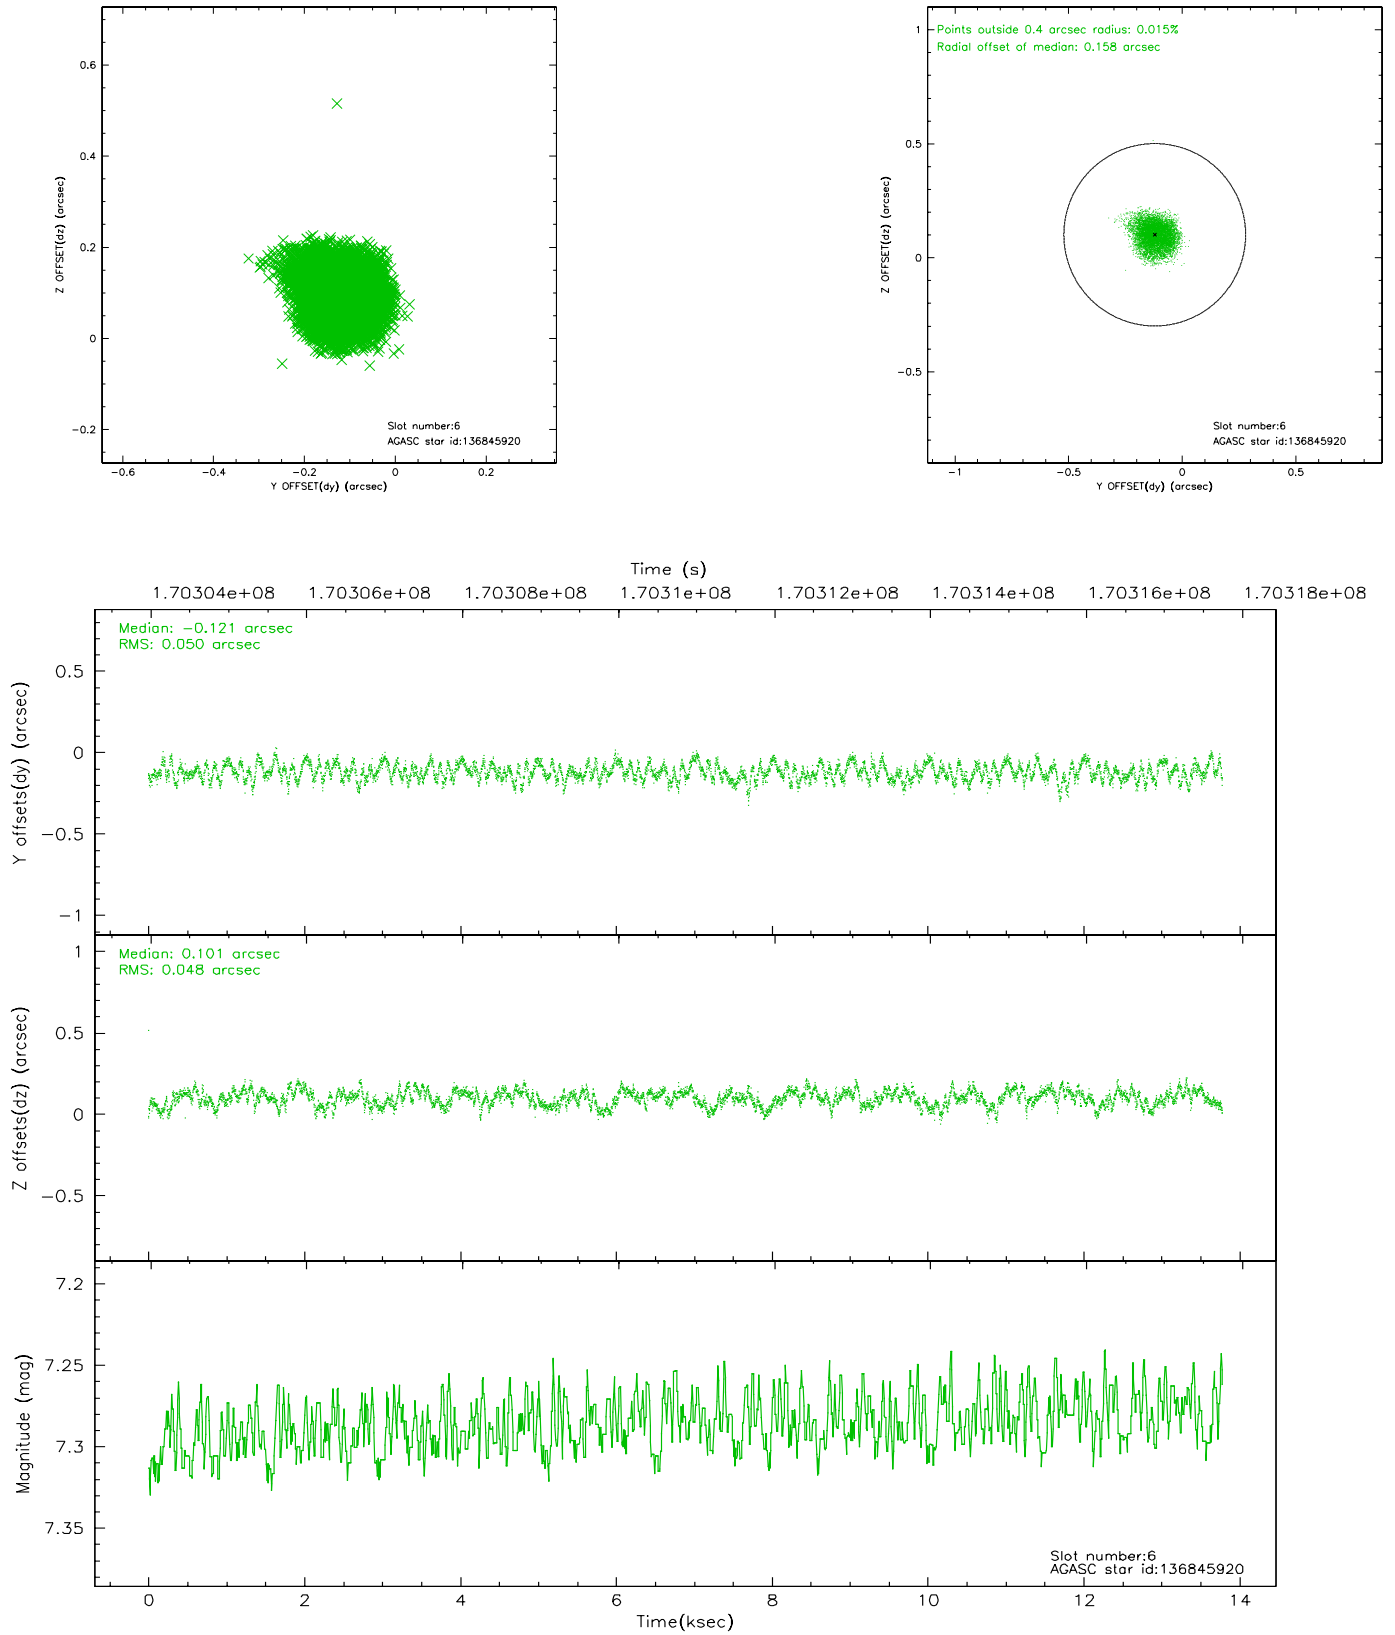 0.6
0.4
0.2
0
-0.2
-0.6
-0.4
-0.2
0
0.2
Z OFFSET(dz) (arcsec)
Y OFFSET(dy) (arcsec)
Slot number:6
AGASC star id:136845920
Points outside 0.4 arcsec radius: 0.015%
Radial offset of median: 0.158 arcsec
1
0.5
0
-0.5
-1
-0.5
0
0.5
Z OFFSET(dz) (arcsec)
Y OFFSET(dy) (arcsec)
Slot number:6
AGASC star id:136845920
Time (s)
1.70304e+08 1.70306e+08 1.70308e+08 1.7031e+08 1.70312e+08 1.70314e+08 1.70316e+08 1.70318e+08
Median: -0.121 arcsec
RMS: 0.050 arcsec
0.5
0
-0.5
-1
Y offsets(dy) (arcsec)
Median: 0.101 arcsec
RMS: 0.048 arcsec
1
0.5
0
-0.5
Z offsets(dz) (arcsec)
7.2
7.25
7.3
7.35
Magnitude (mag)
Slot number:6
AGASC star id:136845920
0 2 4 6 8 10 12 14
Time(ksec)